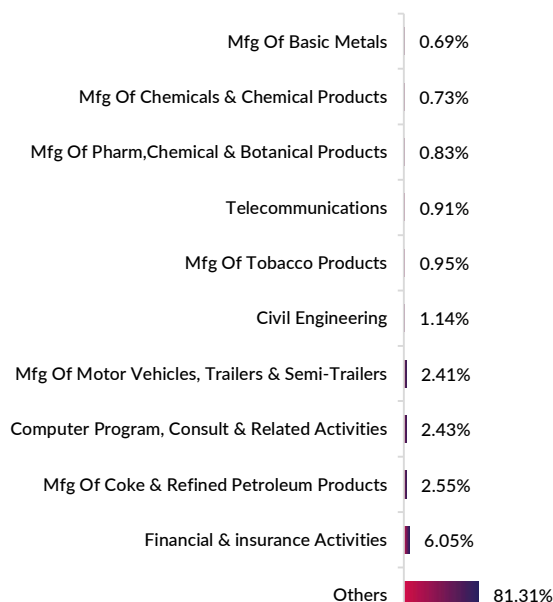 Mfg Of Basic Metals 0.69%
Mfg Of Chemicals & Chemical Products 0.73%
Mfg Of Pharm,Chemical & Botanical Products 0.83%
Telecommunications 0.91%
Mfg Of Tobacco Products 0.95%
Civil Engineering 1.14%
Mfg Of Motor Vehicles, Trailers & Semi-Trailers 2.41%
Computer Program, Consult & Related Activities 2.43%
Mfg Of Coke & Refined Petroleum Products 2.55%
Financial & insurance Activities 6.05%
Others 81.31%